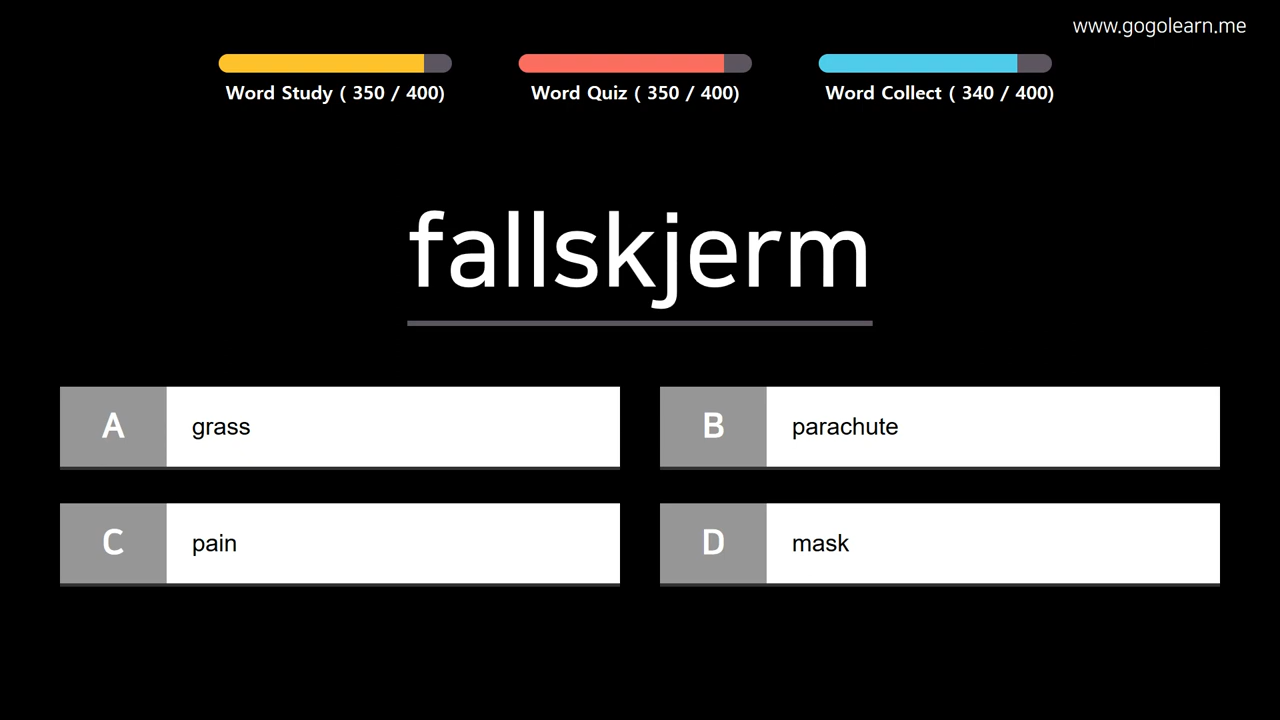 www.gogolearn.me
Word Study ( 350 / 400)
Word Quiz ( 350 / 400)
Word Collect ( 340 / 400)
fallskjerm
A grass
B parachute
C pain
D mask